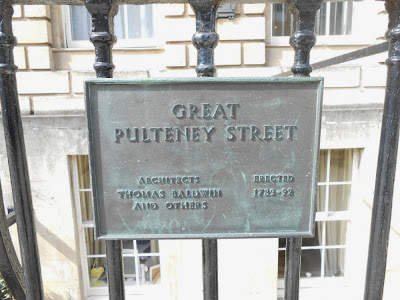 GREAT
PULTENEY STREET
ARCHITECTS ERECTED
THOMAS BALDWIN 1789-92
AND OTHERS